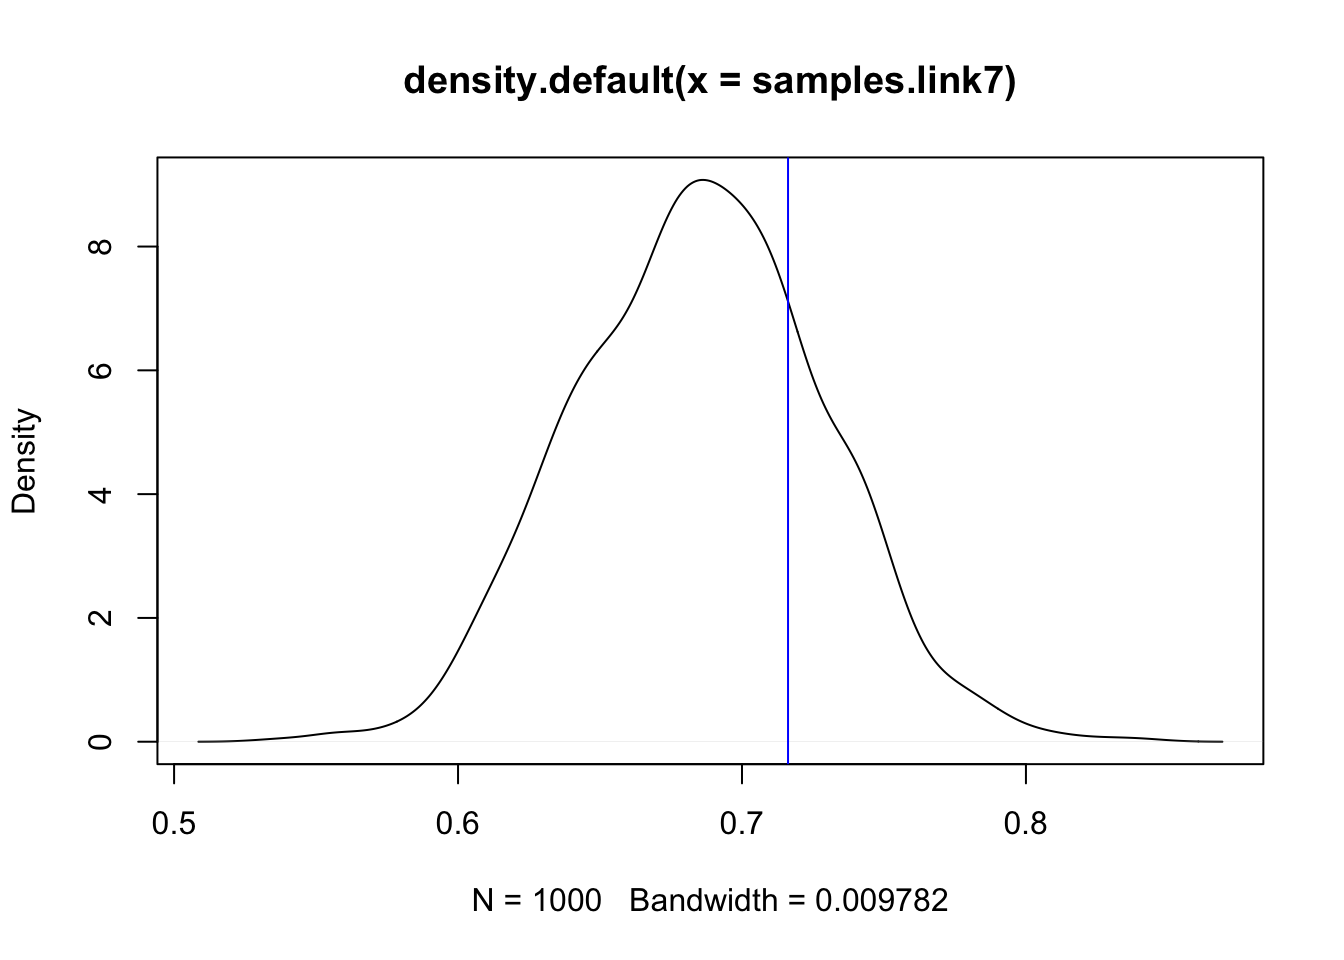 density.default(x = samples.link7)
Density
0
2
4
6
8
0.5 0.6 0.7 0.8
N = 1000 Bandwidth = 0.009782